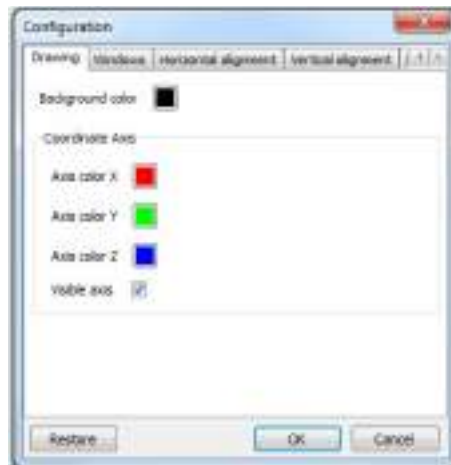 Configuration
Drawing Windows Horizontal alignment Vertical alignment
Background color
Coordinate Axis
Axis color X
Axis color Y
Axis color Z
Visible axis
Restore OK Cancel